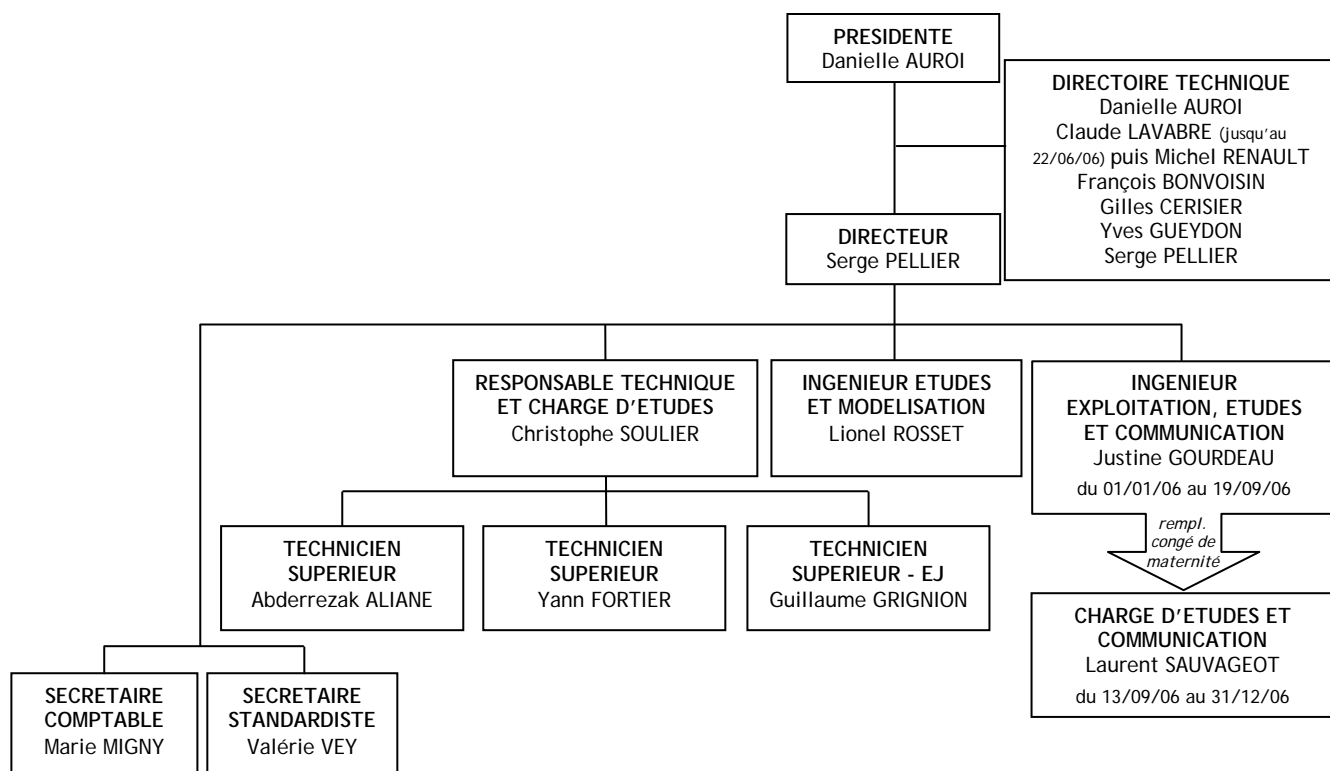 PRESIDENTE
Danielle AUROI
DIRECTOIRE TECHNIQUE
Danielle AUROI
Claude LAVABRE (jusqu'au
22/06/06) puis Michel RENAULT
François BONVOISIN
Gilles CERISIER
Yves GUEYDON
Serge PELLIER
DIRECTEUR
Serge PELLIER
RESPONSABLE TECHNIQUE
ET CHARGE D'ETUDES
Christophe SOULIER
INGENIEUR ETUDES
ET MODELISATION
Lionel ROSSET
INGENIEUR
EXPLOITATION, ETUDES
ET COMMUNICATION
Justine GOURDEAU
du 01/01/06 au 19/09/06
rempl.
congé de
maternité
TECHNICIEN
SUPERIEUR
Abderrezak ALIANE
TECHNICIEN
SUPERIEUR
Yann FORTIER
TECHNICIEN
SUPERIEUR - EJ
Guillaume GRIGNION
CHARGE D'ETUDES ET
COMMUNICATION
Laurent SAUVAGEOT
du 13/09/06 au 31/12/06
SECRETAIRE
COMPTABLE
Marie MIGNY
SECRETAIRE
STANDARDISTE
Valérie VEY